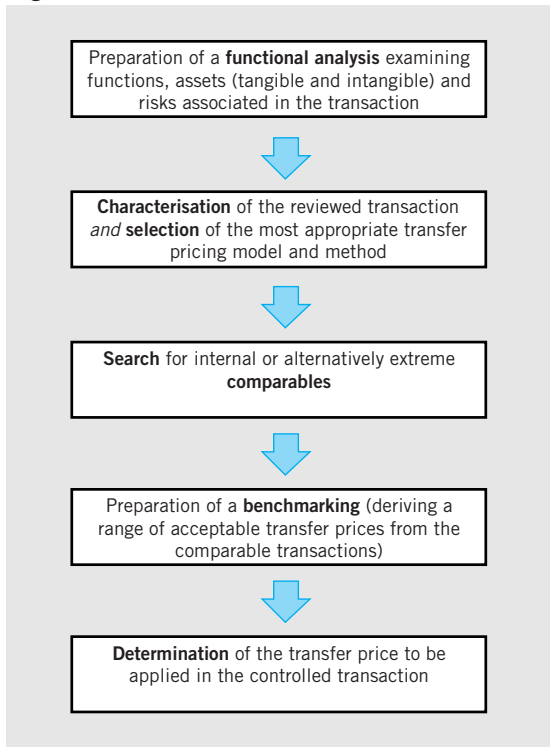 Preparation of a functional analysis examining
functions, assets (tangible and intangible) and
risks associated in the transaction
Characterisation of the reviewed transaction
and selection of the most appropriate transfer
pricing model and method
Search for internal or alternatively extreme
comparables
Preparation of a benchmarking (deriving a
range of acceptable transfer prices from the
comparable transactions)
Determination of the transfer price to be
applied in the controlled transaction